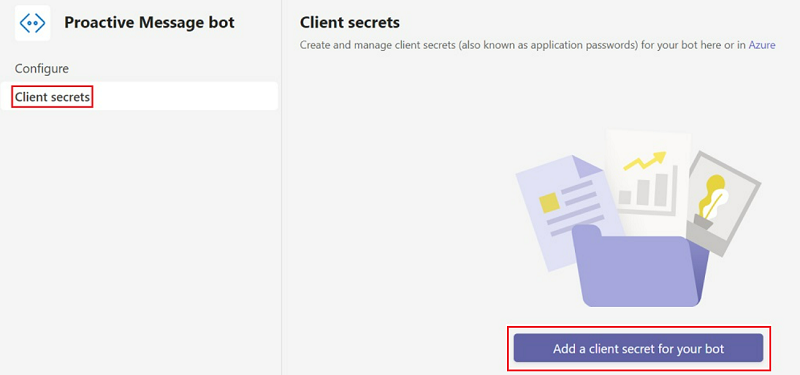 Proactive Message bot
Configure
Client secrets
Client secrets
Create and manage client secrets (also known as application passwords) for your bot here or in Azure
Add a client secret for your bot